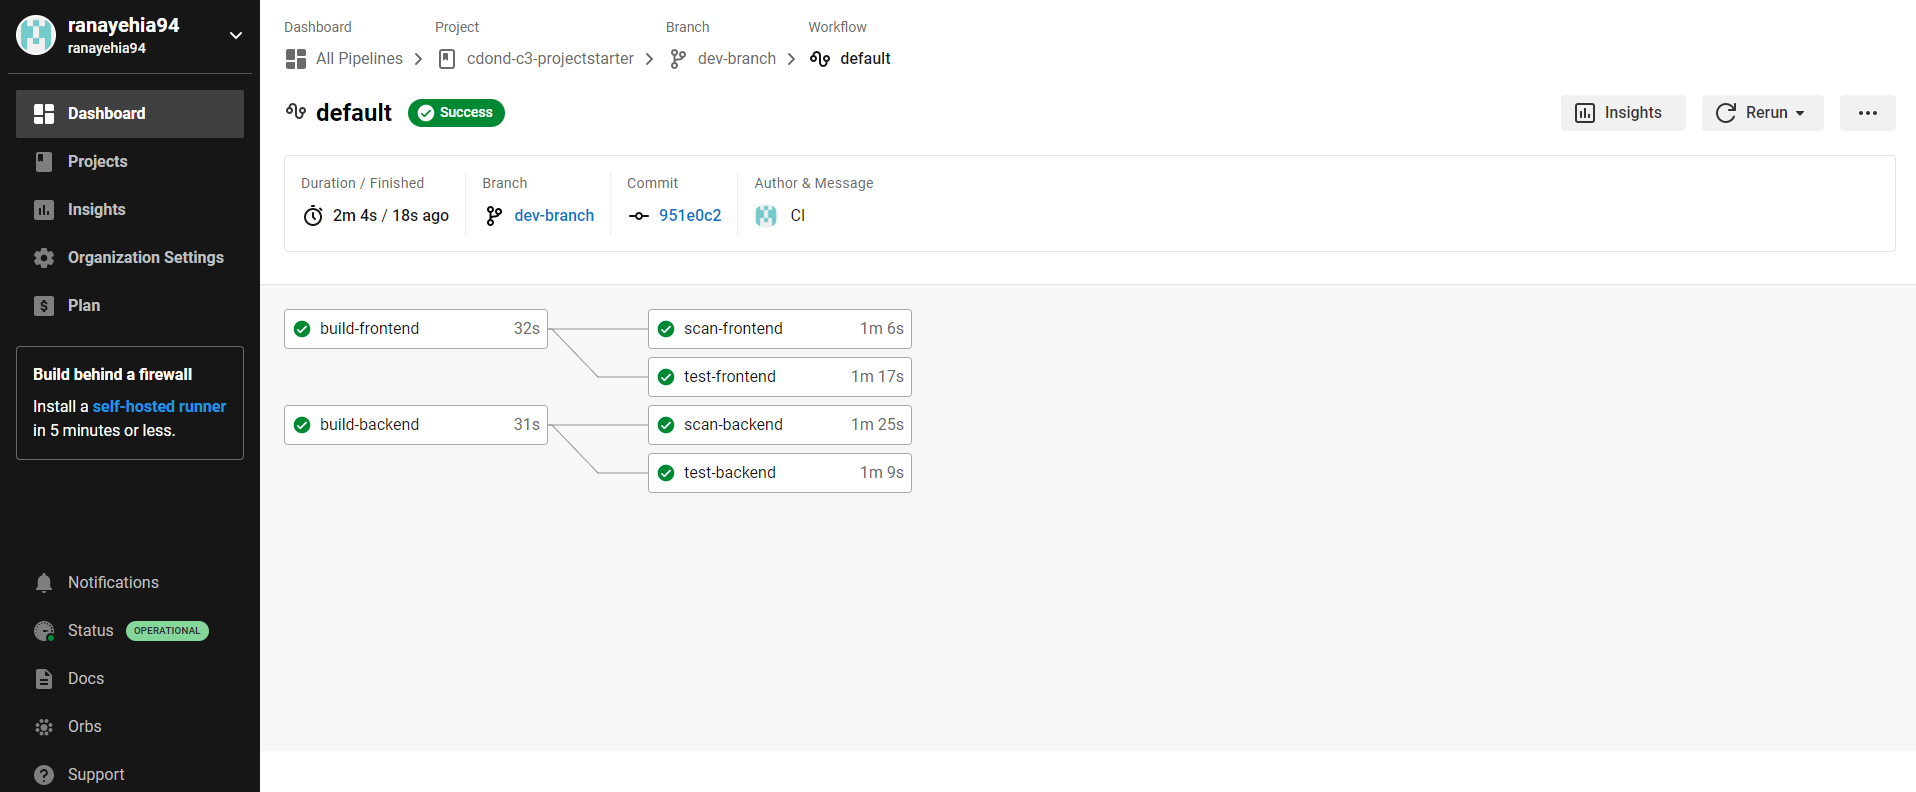 ranayehia94
ranayehia94
Dashboard
Projects
Insights
Organization Settings
Plan
Build behind a firewall
Install a self-hosted runner
in 5 minutes or less.
Notifications
Status OPERATIONAL
Docs
Orbs
Support
Dashboard Project Branch Workflow
All Pipelines cdond-c3-projectstarter dev-branch default
default Success Insights Rerun
Duration / Finished Branch Commit Author & Message
2m 4s / 18s ago dev-branch 951e0c2 CI
build-frontend 32s scan-frontend 1m 6s
test-frontend 1m 17s
build-backend 31s scan-backend 1m 25s
test-backend 1m 9s